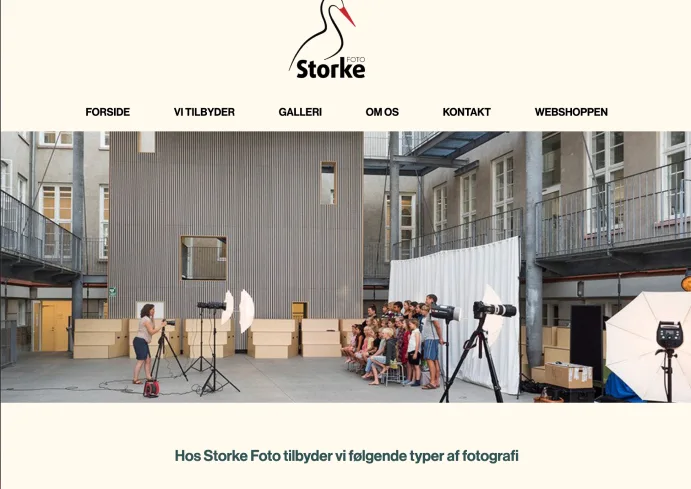 FOTO
Storke
FORSIDE VI TILBYDER GALLERI OM OS KONTAKT WEBSHOPPEN
Hos Storke Foto tilbyder vi følgende typer af fotografi